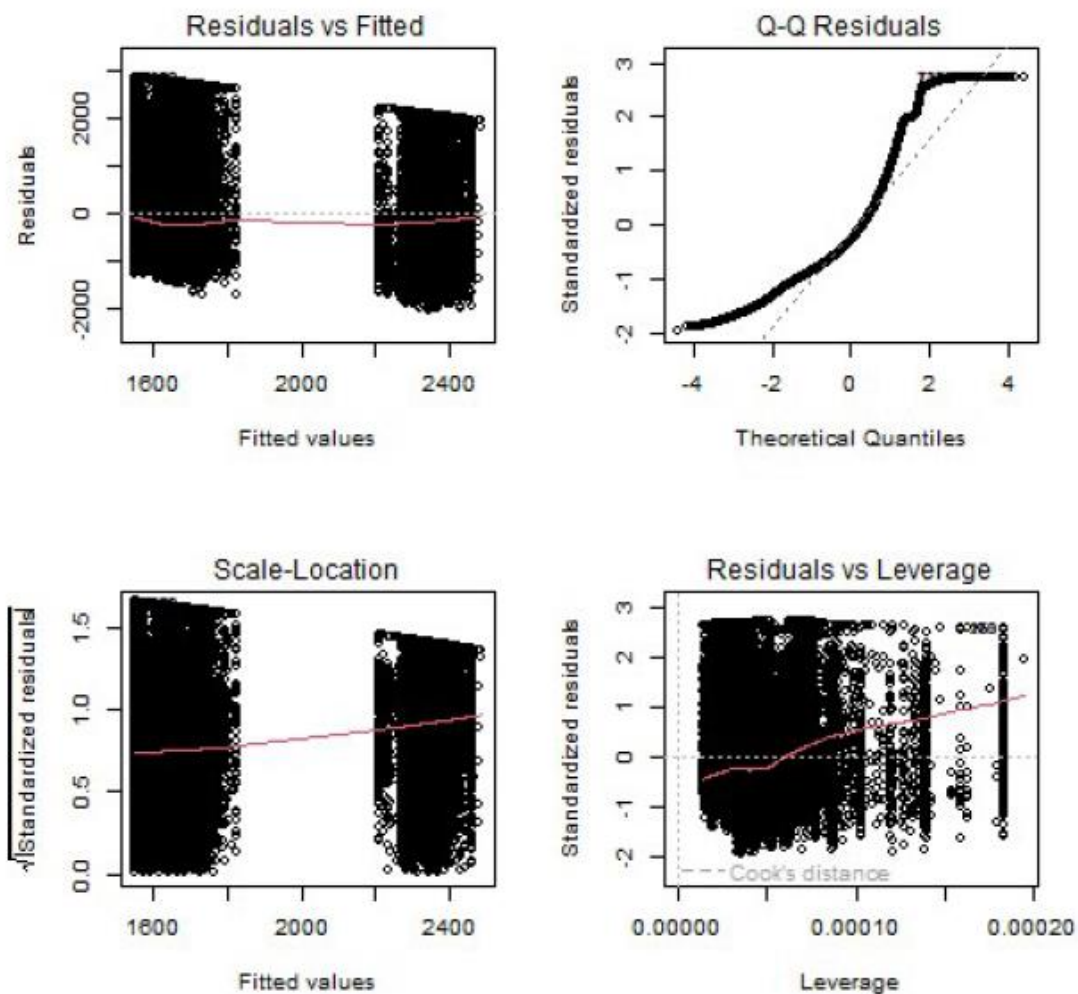 Residuals vs Fitted
Residuals
2000
0
-2000
1600
2000
2400
Fitted values
Q-Q Residuals
Standardized residuals
3
2
1
0
-1
-2
-4
-2
0
2
4
Theoretical Quantiles
Scale-Location
√|Standardized residuals|
1.5
1.0
0.5
0.0
1600
2000
2400
Fitted values
Residuals vs Leverage
Standardized residuals
3
2
1
0
-1
-2
Cook's distance
0.00000
0.00010
0.00020
Leverage